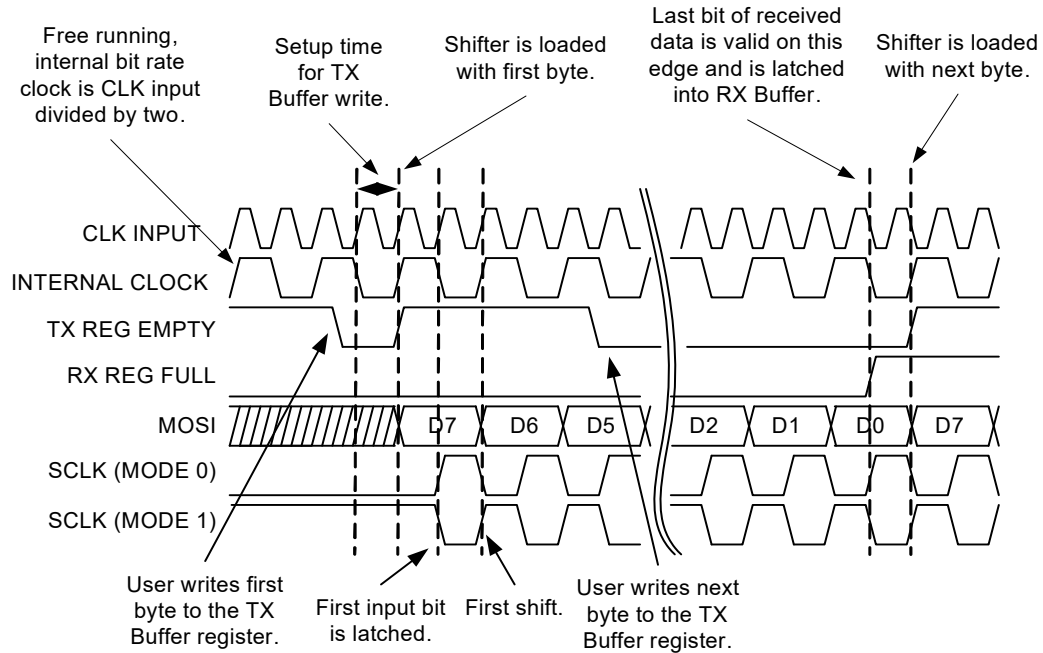 Free running,
internal bit rate
clock is CLK input
divided by two.
Setup time
for TX
Buffer write.
Shifter is loaded
with first byte.
Last bit of received
data is valid on this
edge and is latched
into RX Buffer.
Shifter is loaded
with next byte.
CLK INPUT
INTERNAL CLOCK
TX REG EMPTY
RX REG FULL
MOSI
D7
D6
D5
D2
D1
D0
D7
SCLK (MODE 0)
SCLK (MODE 1)
User writes first
byte to the TX
Buffer register.
First input bit
is latched.
First shift.
User writes next
byte to the TX
Buffer register.